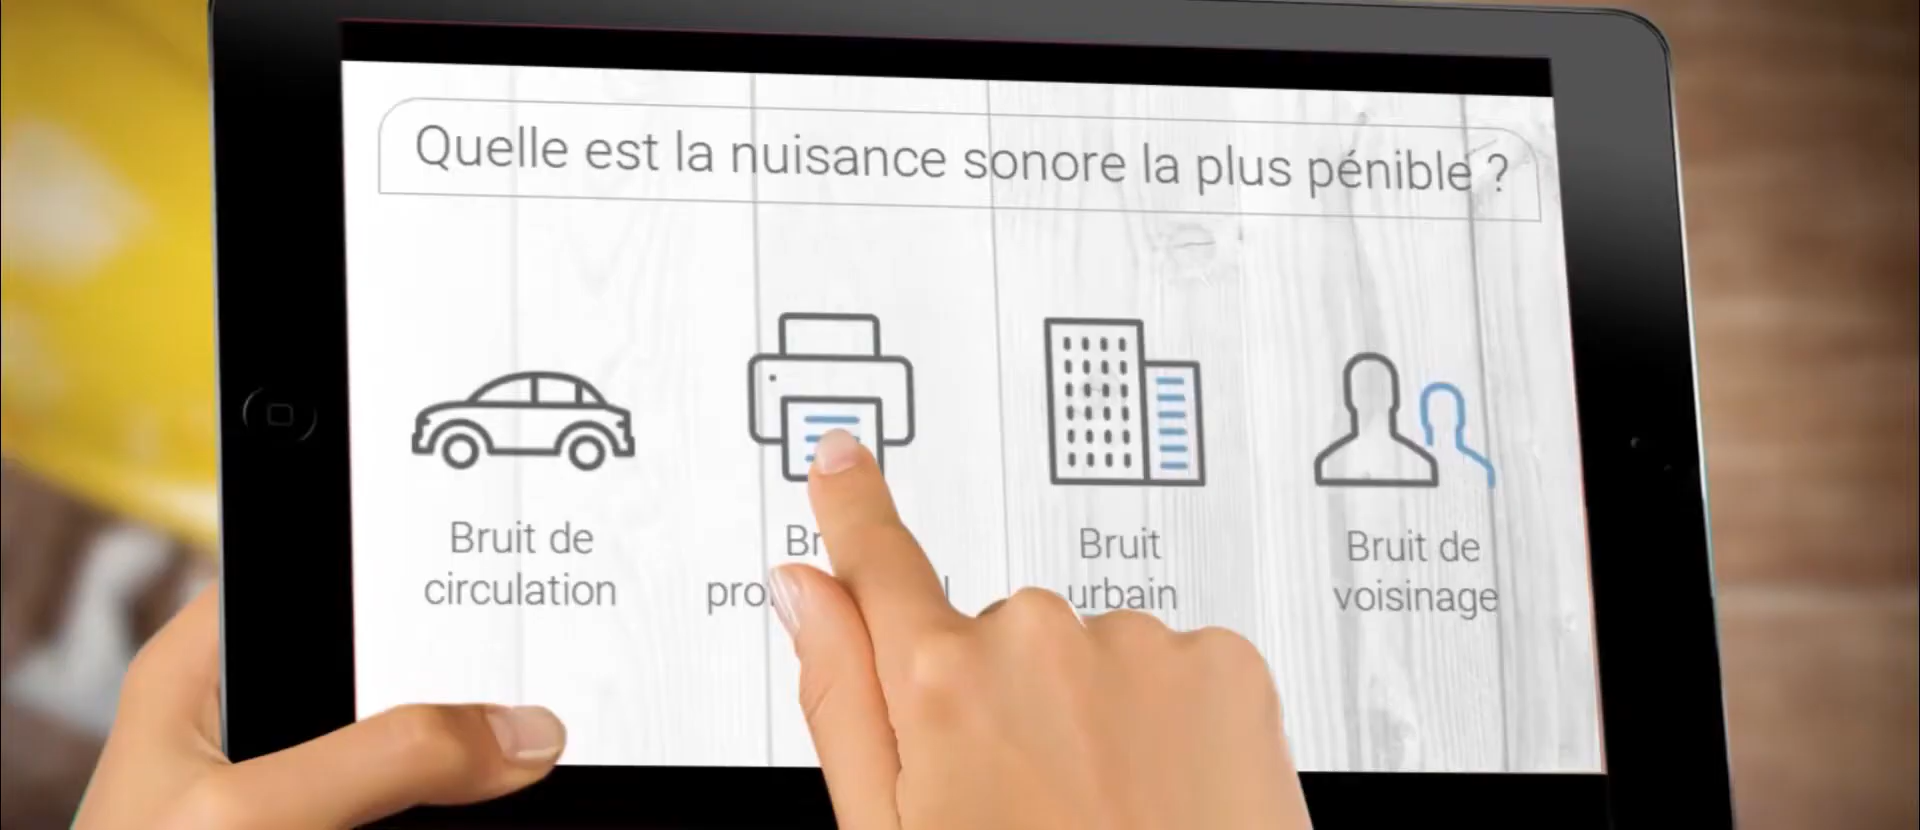 Quelle est la nuisance sonore la plus pénible ?
Bruit de
circulation
Bruit
urbain
Bruit de
voisinage